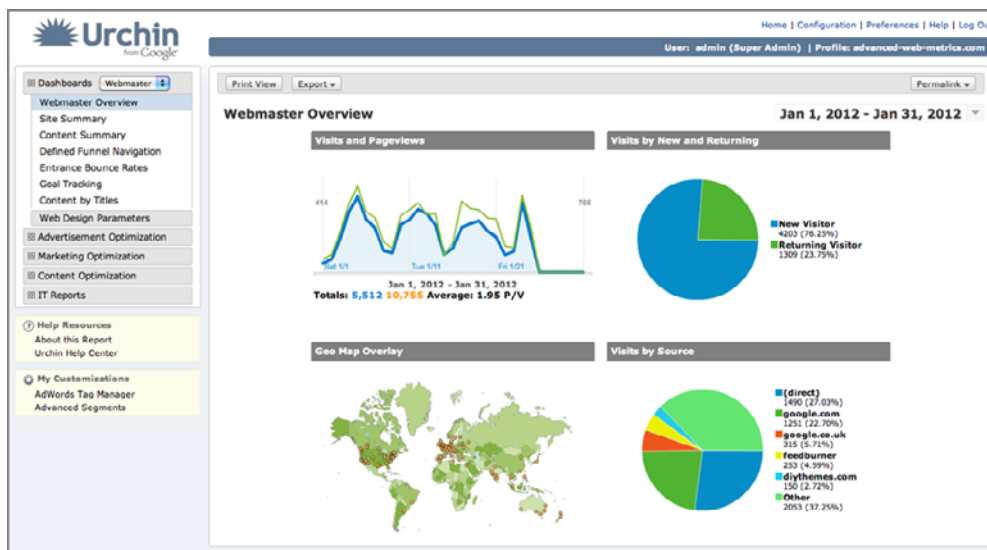 Urchin
from Google
Home | Configuration | Preferences | Help | Log Ou
User: admin (Super Admin) | Profile: advanced-web-metrics.com
Dashboards Webmaster
Webmaster Overview
Site Summary
Content Summary
Defined Funnel Navigation
Entrance Bounce Rates
Goal Tracking
Content by Titles
Web Design Parameters
Advertisement Optimization
Marketing Optimization
Content Optimization
IT Reports
Help Resources
About this Report
Urchin Help Center
My Customizations
AdWords Tag Manager
Advanced Segments
Print View Export Permalink
Webmaster Overview Jan 1, 2012 - Jan 31, 2012
Visits and Pageviews
414 768
Sat 1/1 Tue 1/11 Fri 1/21
Jan 1, 2012 - Jan 31, 2012
Totals: 5,512 10,755 Average: 1.95 P/V
Visits by New and Returning
New Visitor
4203 (76.25%)
Returning Visitor
1309 (23.75%)
Geo Map Overlay
Visits by Source
(direct)
1490 (27.03%)
google.com
1251 (22.70%)
google.co.uk
315 (5.71%)
feedburner
253 (4.59%)
diythemes.com
150 (2.72%)
Other
2053 (37.25%)